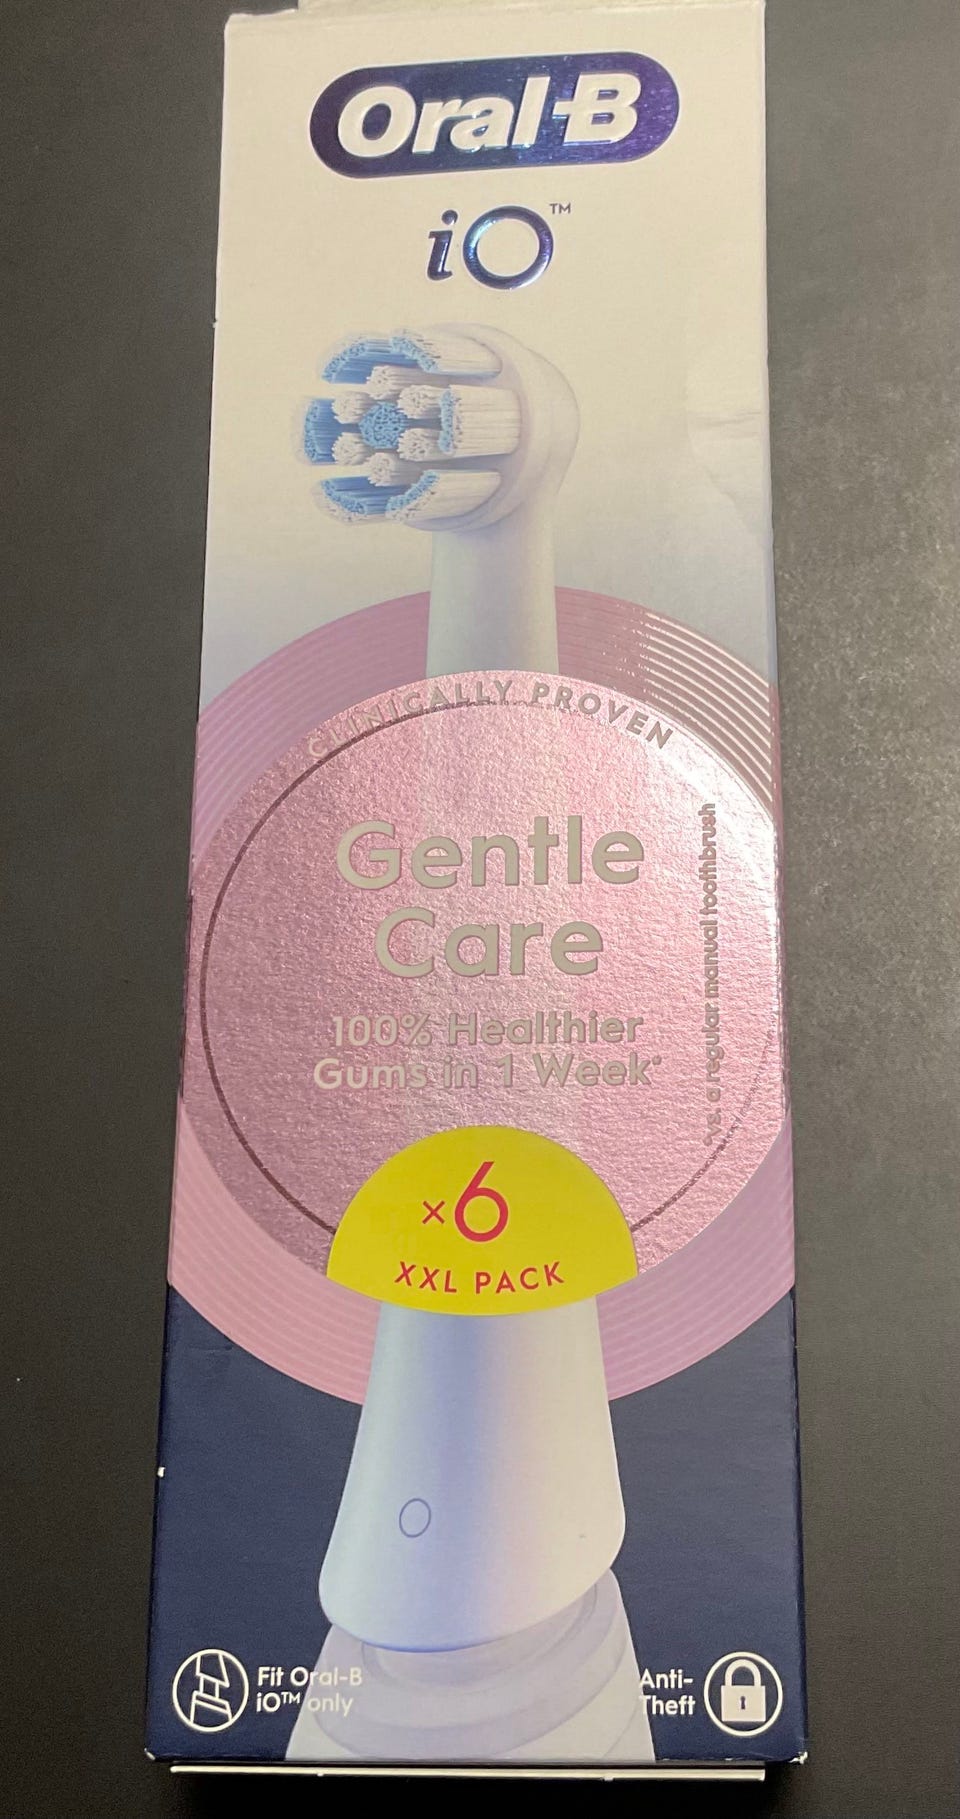 Oral-B
iO™
CLINICALLY PROVEN
Gentle
Care
100% Healthier
Gums in 1 Week*
*vs. a regular manual toothbrush
x6
XXL PACK
Fit Oral-B
iO™ only
Anti-
Theft